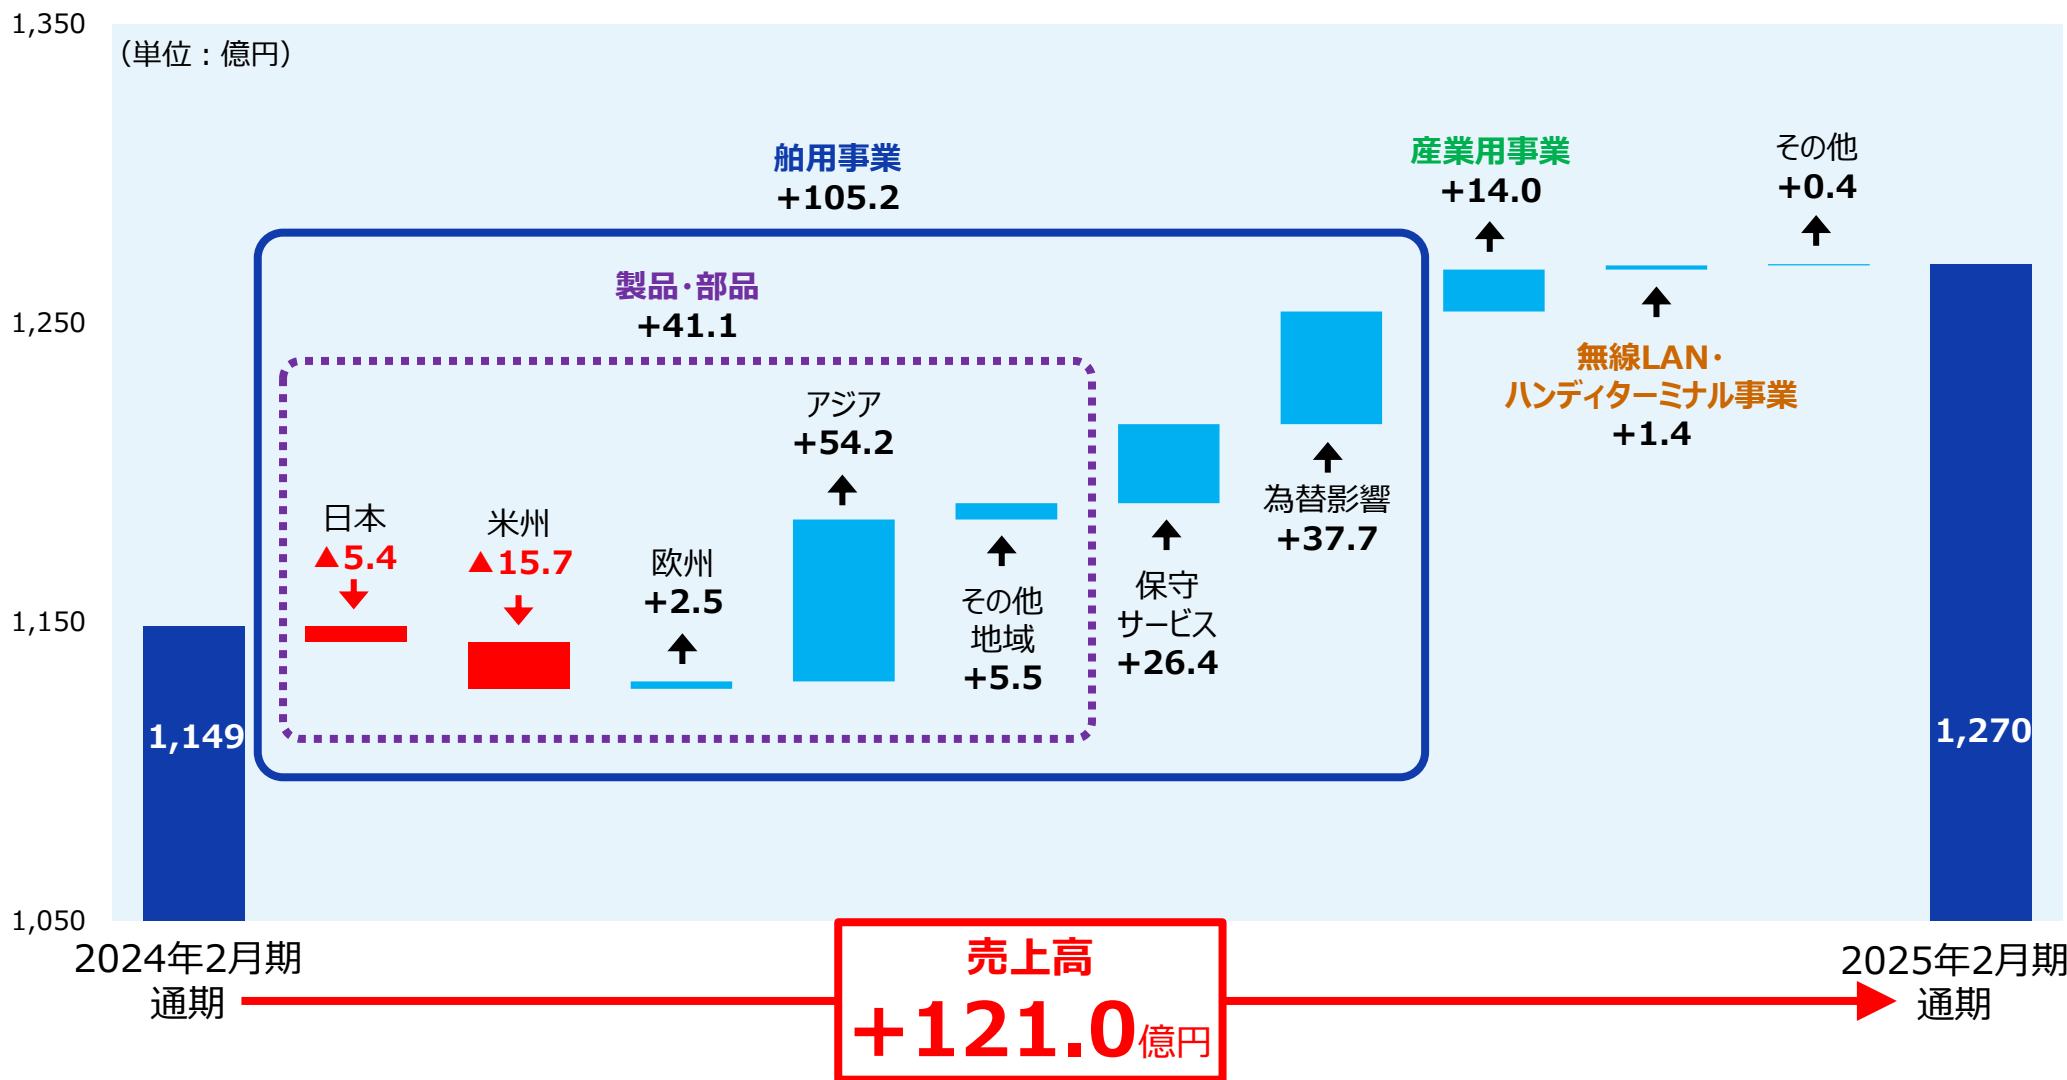 1,350
(単位：億円)
1,250
1,150
1,050
舶用事業
+105.2
製品・部品
+41.1
日本
▲5.4
米州
▲15.7
欧州
+2.5
アジア
+54.2
その他
地域
+5.5
保守
サービス
+26.4
為替影響
+37.7
産業用事業
+14.0
無線LAN・
ハンディターミナル事業
+1.4
その他
+0.4
1,149
1,270
2024年2月期
通期
売上高
+121.0億円
2025年2月期
通期